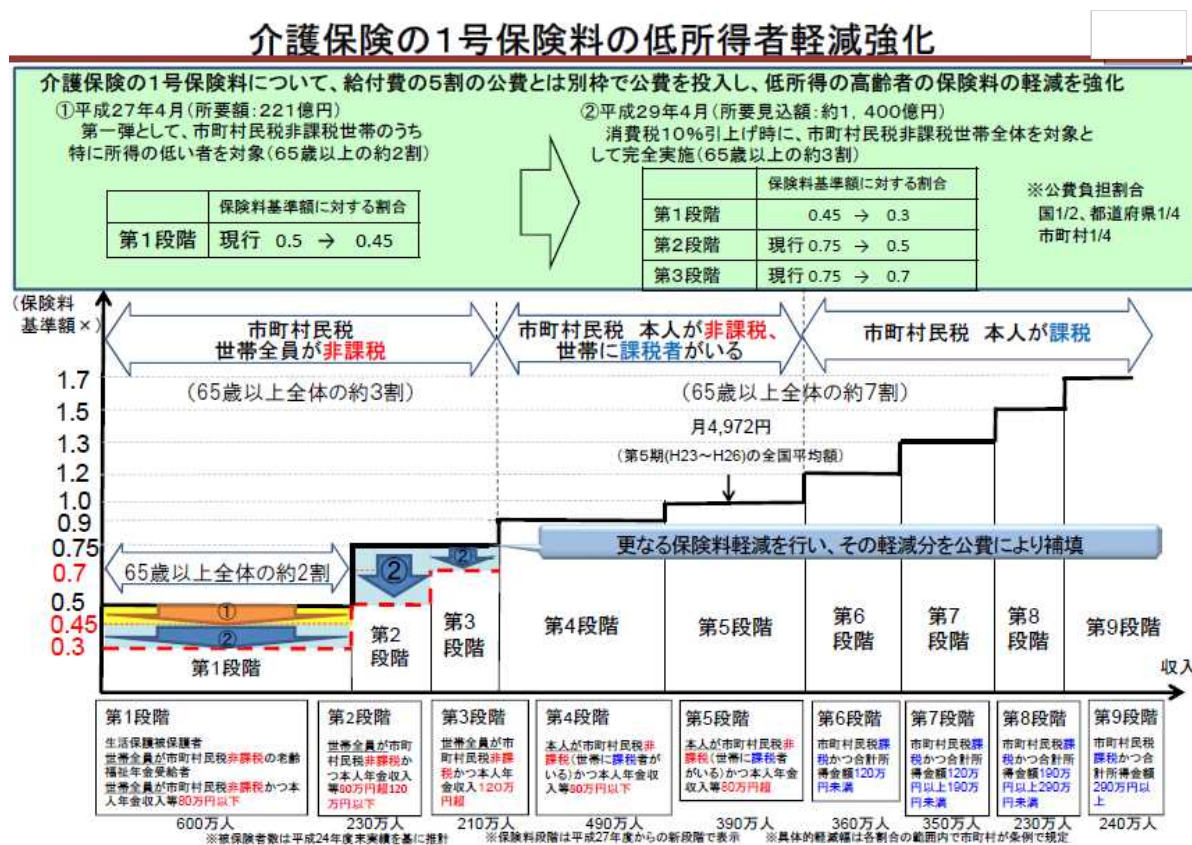 介護保険の1号保険料の低所得者軽減強化
介護保険の1号保険料について、給付費の5割の公費とは別枠で公費を投入し、低所得の高齢者の保険料の軽減を強化
①平成27年4月(所要額:221億円)
第一弾として、市町村民税非課税世帯のうち
特に所得の低い者を対象(65歳以上の約2割)
保険料基準額に対する割合
第1段階 現行 0.5 → 0.45
②平成29年4月(所要見込額:約1,400億円)
消費税10%引上げ時に、市町村民税非課税世帯全体を対象と
して完全実施(65歳以上の約3割)
保険料基準額に対する割合
第1段階 0.45 → 0.3
第2段階 現行 0.75 → 0.5
第3段階 現行 0.75 → 0.7
※公費負担割合
国1/2、都道府県1/4
市町村1/4
(保険料
基準額×)
市町村民税
世帯全員が非課税
市町村民税 本人が非課税、
世帯に課税者がいる
市町村民税 本人が課税
(65歳以上全体の約3割)
(65歳以上全体の約7割)
1.7
1.5
1.3
1.2
1.0
0.9
0.75
0.7
0.5
0.45
0.3
月4,972円
(第5期(H23~H26)の全国平均額)
更なる保険料軽減を行い、その軽減分を公費により補填
65歳以上全体の約2割
①
②
②
②
第1段階
第2
段階
第3
段階
第4段階
第5段階
第6
段階
第7
段階
第8
段階
第9段階
収入
第1段階
生活保護被保護者
世帯全員が市町村民税非課税の老齢
福祉年金受給者
世帯全員が市町村民税非課税かつ本
人年金収入等80万円以下
600万人
第2段階
世帯全員が市町
村民税非課税か
つ本人年金収入
等80万円超120
万円以下
230万人
第3段階
世帯全員が市
町村民税非課
税かつ本人年
金収入120万
円超
210万人
第4段階
本人が市町村民税非
課税(世帯に課税者が
いる)かつ本人年金収
入等80万円以下
490万人
第5段階
本人が市町村民税非
課税(世帯に課税者
がいる)かつ本人年金
収入等80万円超
390万人
第6段階
市町村民税課
税かつ合計所
得金額120万
円未満
360万人
第7段階
市町村民税課
税かつ合計所
得金額120万
円以上190万
円未満
350万人
第8段階
市町村民税課
税かつ合計所
得金額190万
円以上290万
円未満
230万人
第9段階
市町村民税
課税かつ合
計所得金額
290万円以
上
240万人
※被保険者数は平成24年度末実績を基に推計 ※保険料段階は平成27年度からの新段階で表示 ※具体的軽減幅は各割合の範囲内で市町村が条例で規定